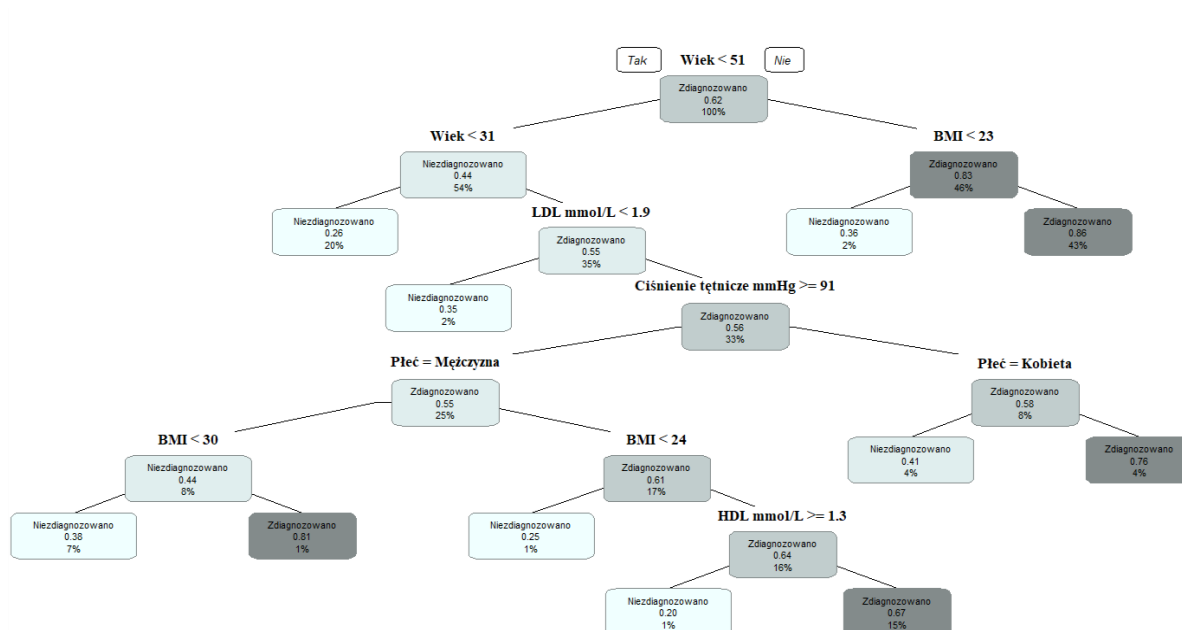 Tak
Wiek < 51
Nie
Zdiagnozowano
0.62
100%
Wiek < 31
BMI < 23
Niezdiagnozowano
0.44
54%
Zdiagnozowano
0.83
46%
LDL mmol/L < 1.9
Niezdiagnozowano
0.26
20%
Zdiagnozowano
0.55
35%
Niezdiagnozowano
0.36
2%
Zdiagnozowano
0.86
43%
Ciśnienie tętnicze mmHg >= 91
Niezdiagnozowano
0.35
2%
Zdiagnozowano
0.56
33%
Płeć = Mężczyzna
Płeć = Kobieta
Zdiagnozowano
0.55
25%
Zdiagnozowano
0.58
8%
BMI < 30
BMI < 24
Niezdiagnozowano
0.44
8%
Zdiagnozowano
0.61
17%
Niezdiagnozowano
0.41
4%
Zdiagnozowano
0.76
4%
HDL mmol/L >= 1.3
Niezdiagnozowano
0.38
7%
Zdiagnozowano
0.81
1%
Niezdiagnozowano
0.25
1%
Zdiagnozowano
0.64
16%
Niezdiagnozowano
0.20
1%
Zdiagnozowano
0.67
15%